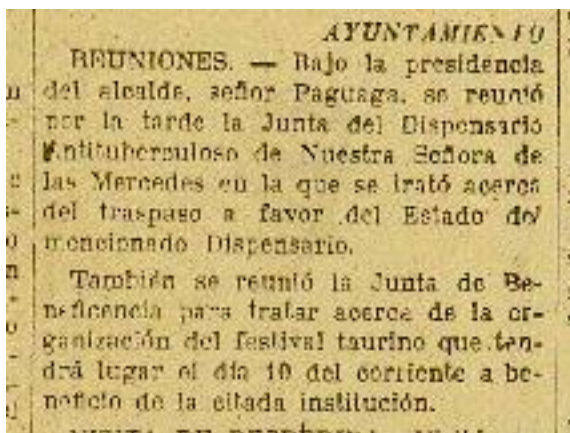 AYUNTAMIENTO
REUNIONES. — Bajo la presidencia
del alcalde, señor Paguaga, se reunió
por la tarde la Junta del Dispensario
Antituberculoso de Nuestra Señora de
las Mercedes en la que se trató acerca
del traspaso a favor del Estado del
mencionado Dispensario.
También se reunió la Junta de Be-
neficencia para tratar acerca de la or-
ganización del festival taurino que ten-
drá lugar el día 10 del corriente a be-
neficio de la citada institución.